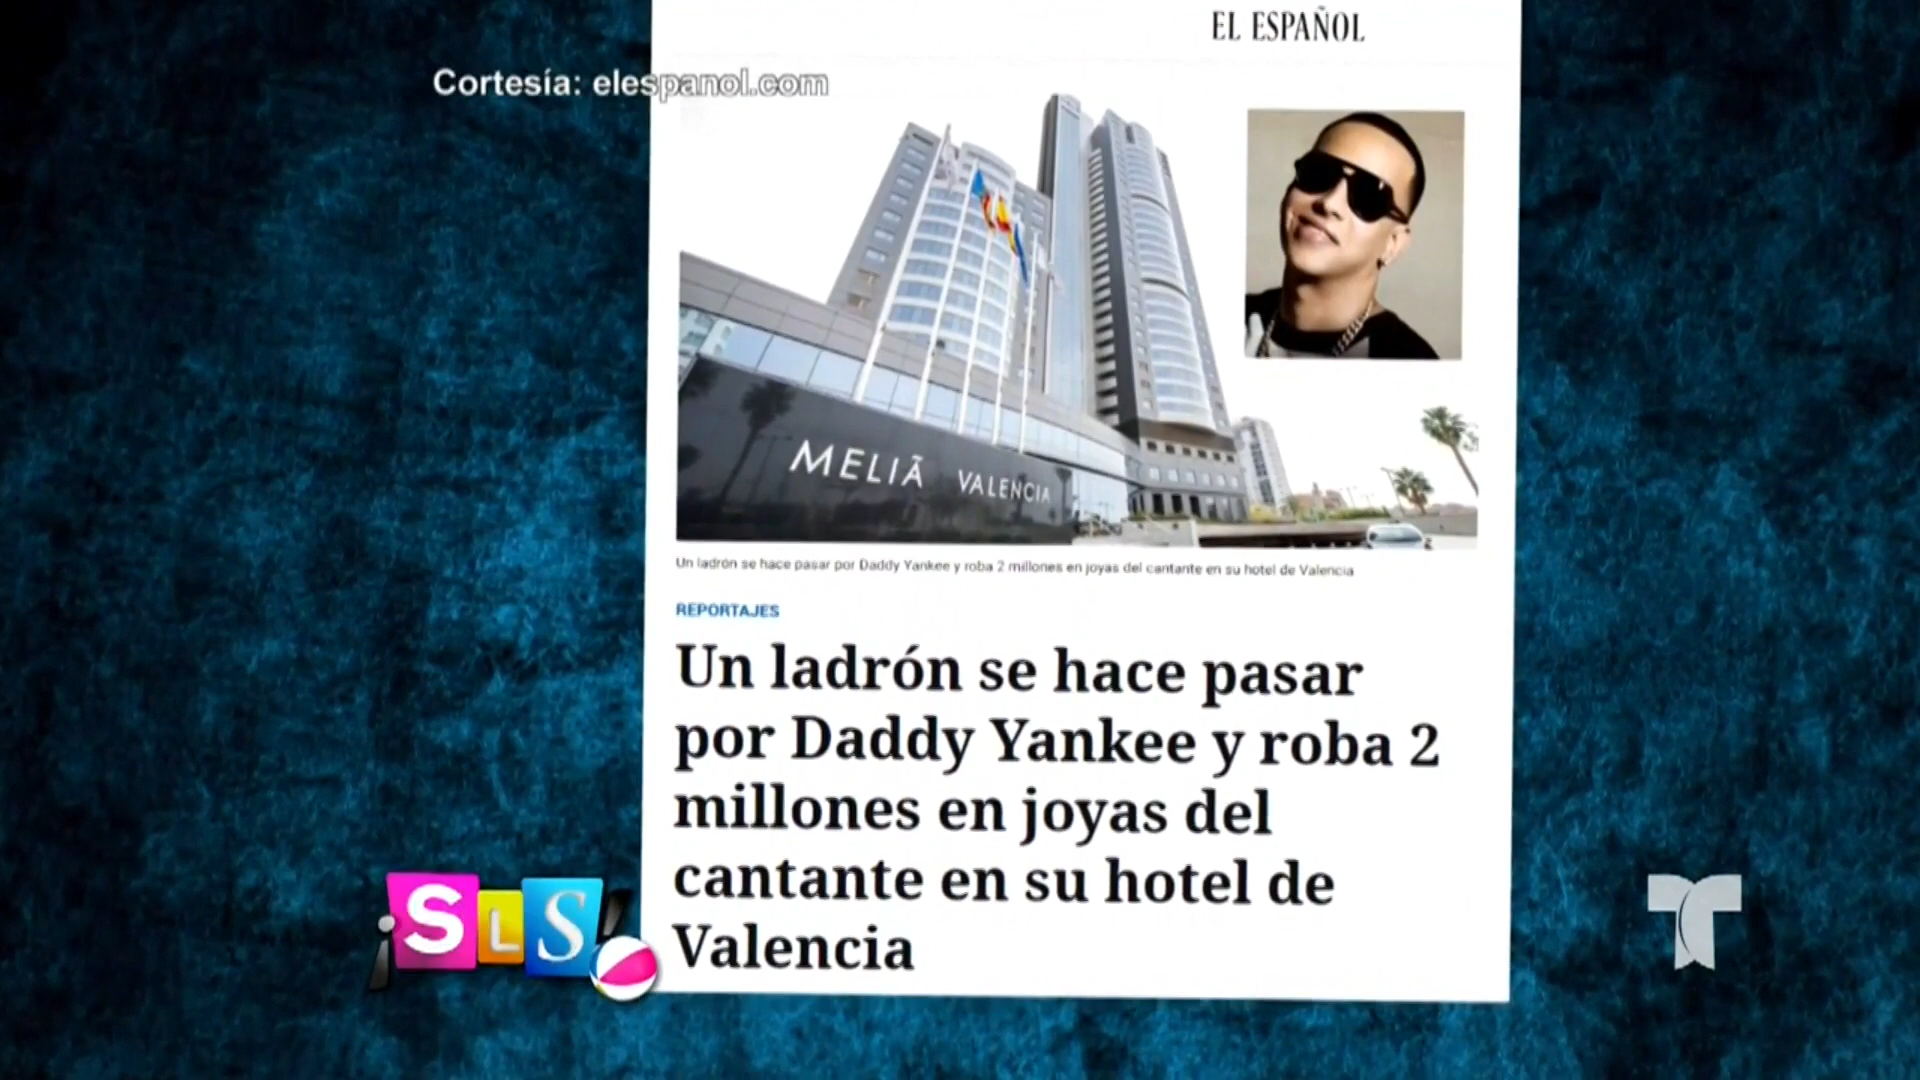 EL ESPAÑOL
Cortesía: elespanol.com
MELIÃ VALENCIA
Un ladrón se hace pasar por Daddy Yankee y roba 2 millones en joyas del cantante en su hotel de Valencia
REPORTAJES
Un ladrón se hace pasar
por Daddy Yankee y roba 2
millones en joyas del
cantante en su hotel de
Valencia
¡SLS!
T